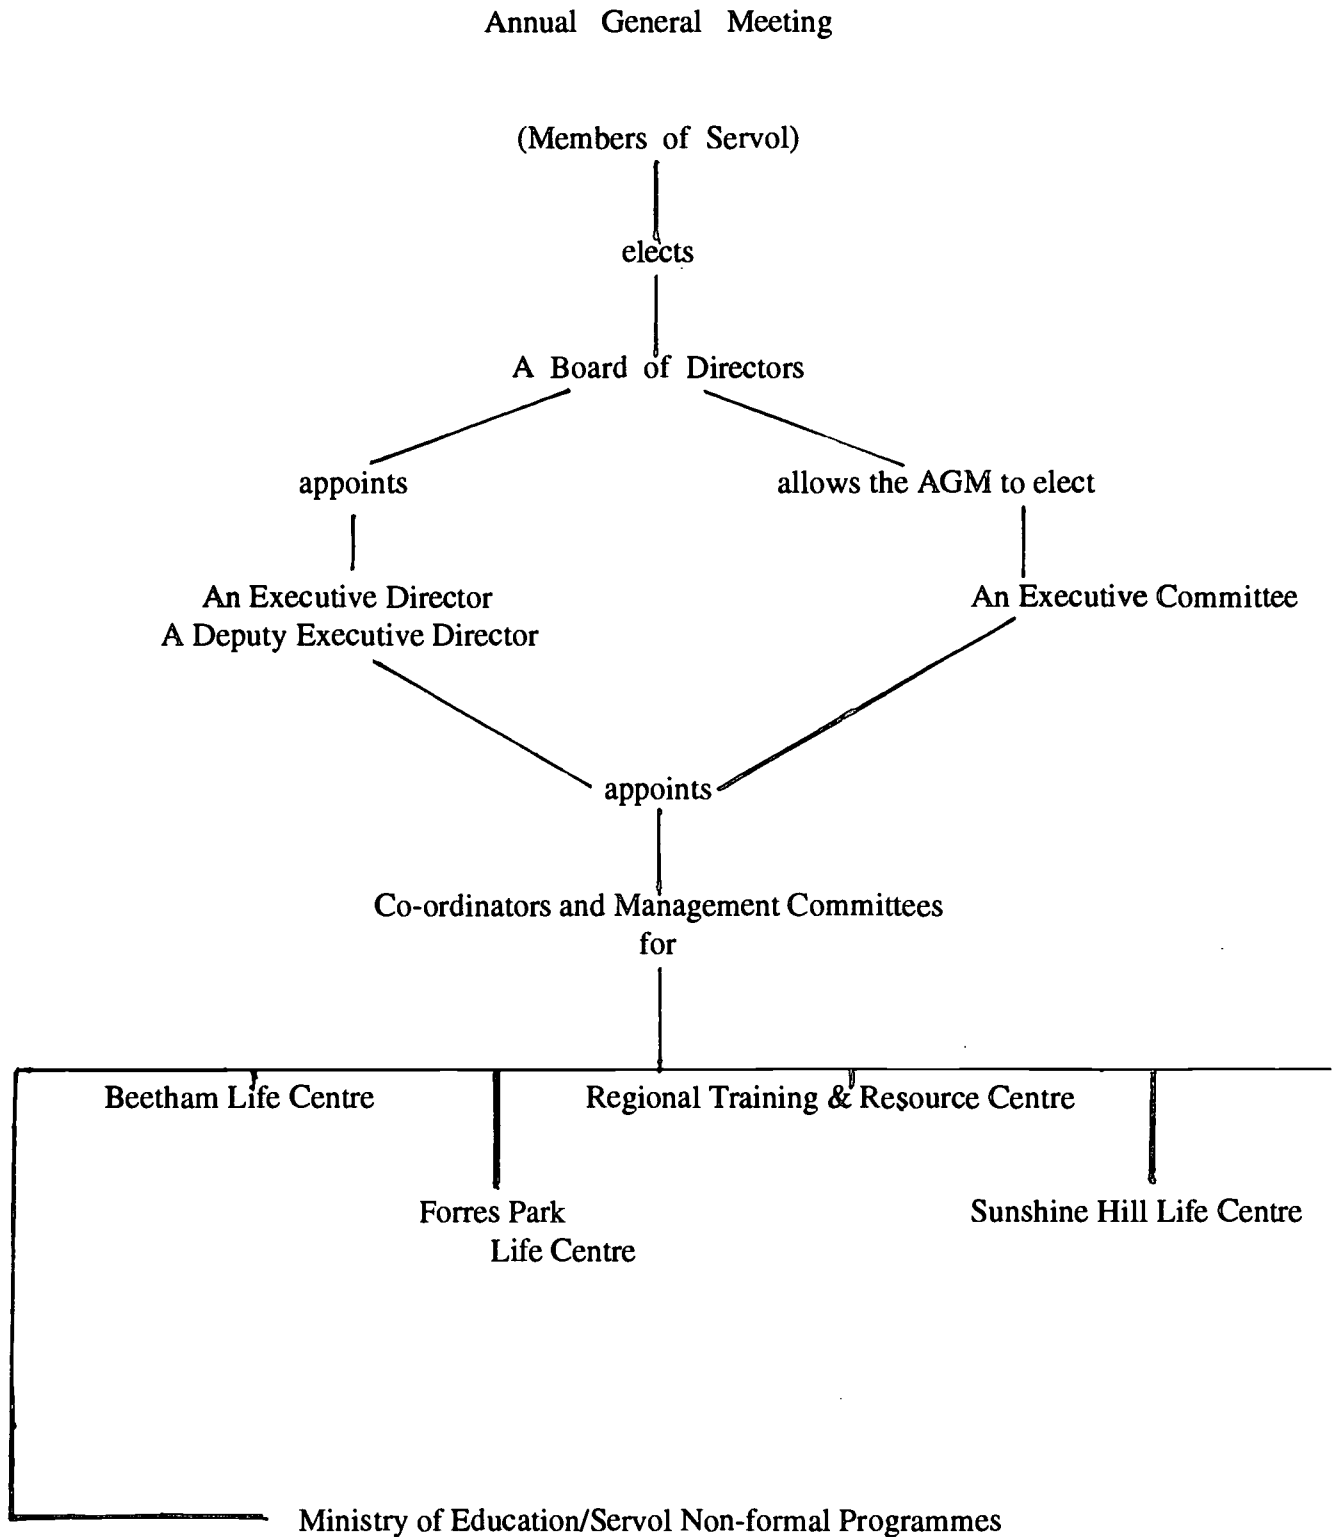 Annual General Meeting
(Members of Servol)
elects
A Board of Directors
appoints
allows the AGM to elect
An Executive Director
A Deputy Executive Director
An Executive Committee
appoints
Co-ordinators and Management Committees
for
Beetham Life Centre
Regional Training & Resource Centre
Forres Park
Life Centre
Sunshine Hill Life Centre
Ministry of Education/Servol Non-formal Programmes